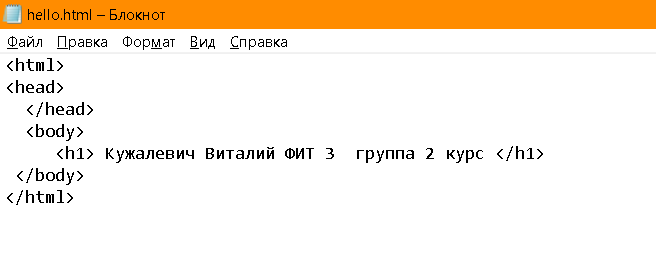 hello.html – Блокнот
Файл Правка Формат Вид Справка
<html>
<head>
  </head>
  <body>
     <h1> Кужалевич Виталий ФИТ 3  группа 2 курс </h1>
 </body>
</html>